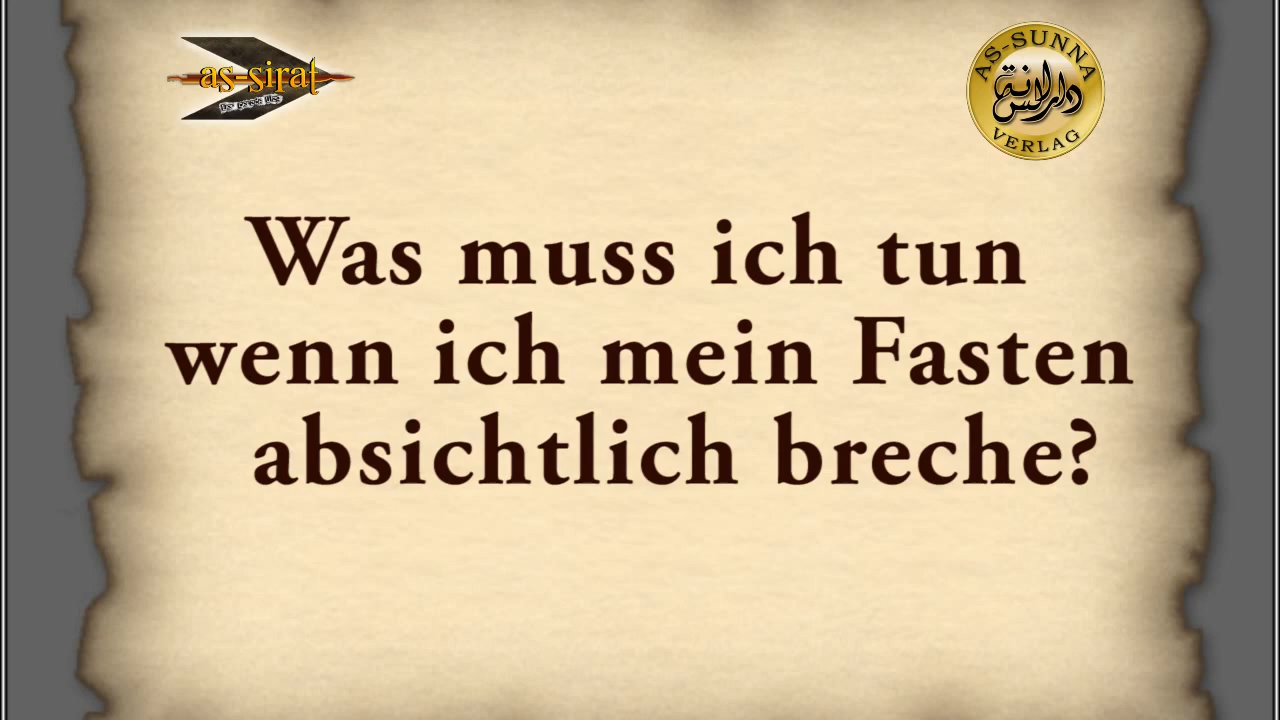 as-sirat
AS-SUNNA
VERLAG
Was muss ich tun
wenn ich mein Fasten
absichtlich breche?